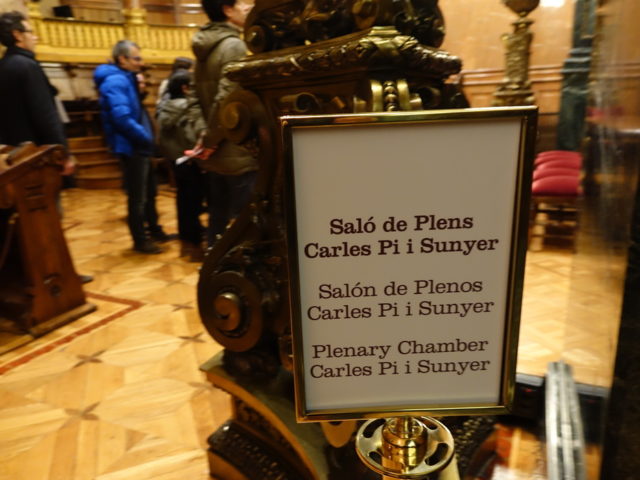 Saló de Plens
Carles Pi i Sunyer
Salón de Plenos
Carles Pi i Sunyer
Plenary Chamber
Carles Pi i Sunyer